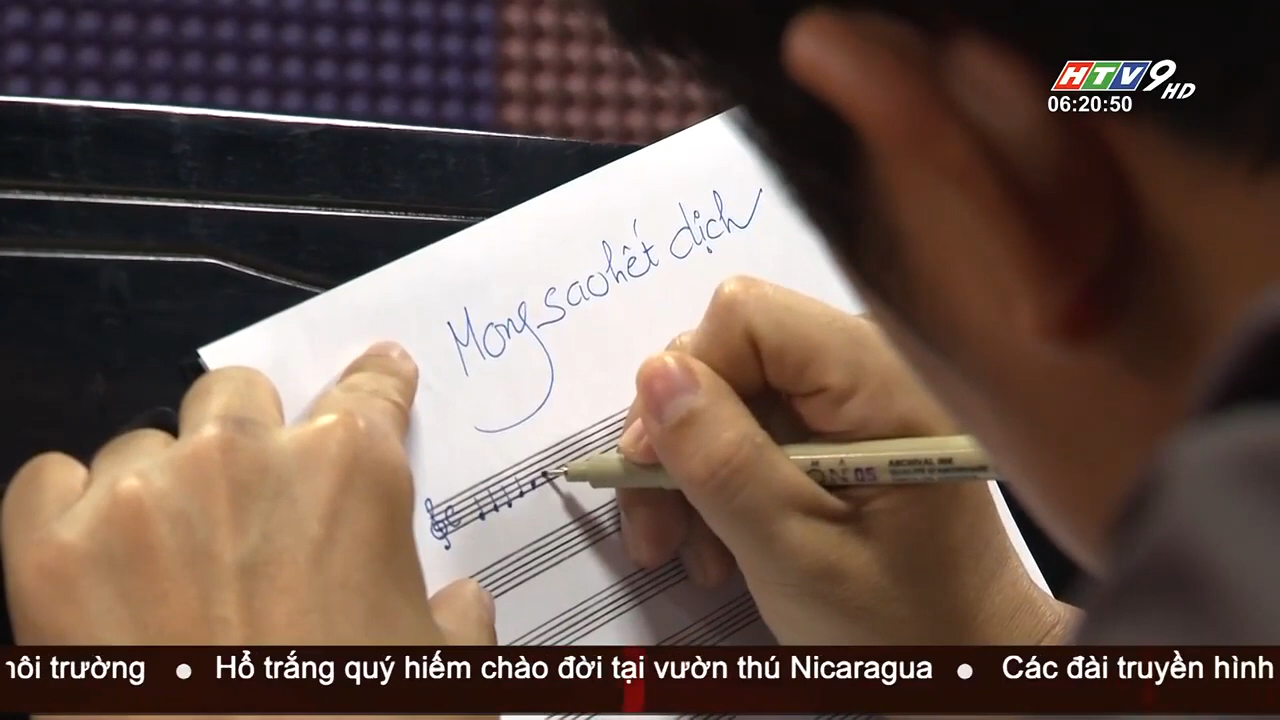 HTV9 HD
06:20:50
Mong sao hết dịch
05
ARCHIVAL INK
hôi trường ● Hổ trắng quý hiếm chào đời tại vườn thú Nicaragua ● Các đài truyền hình